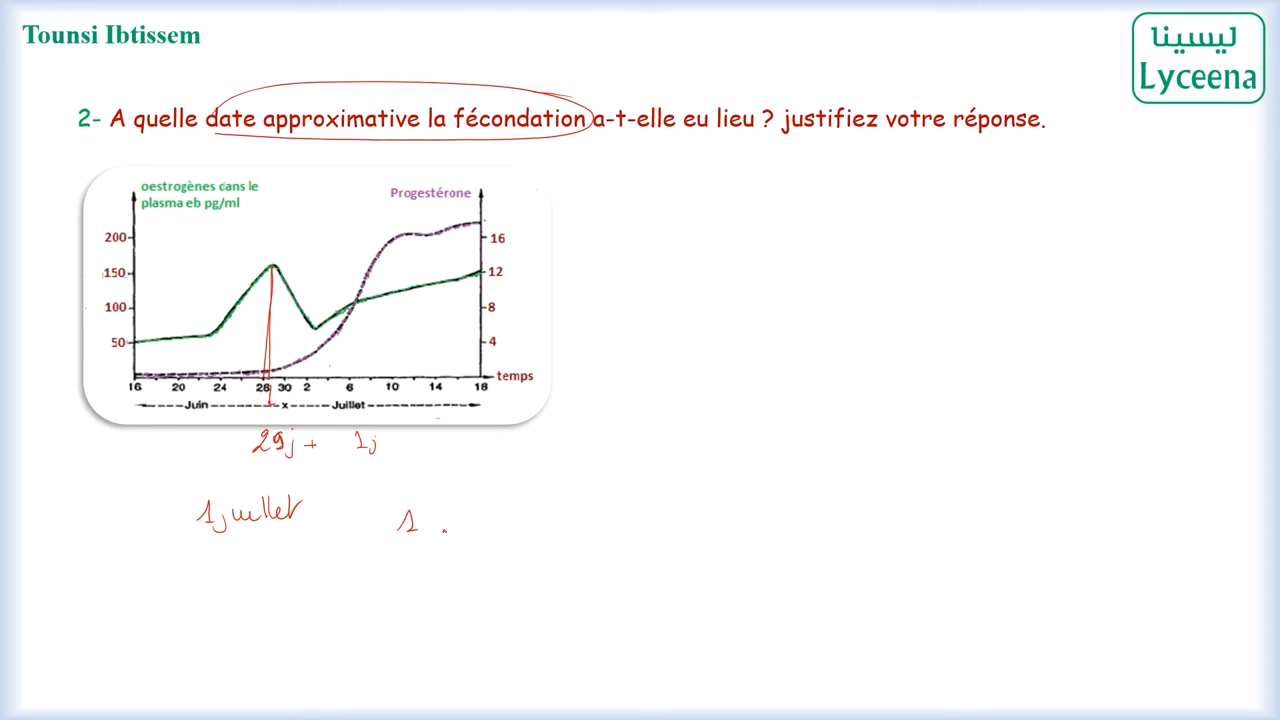 Tounsi Ibtissem
ليسينا
Lyceena
2- A quelle date approximative la fécondation a-t-elle eu lieu ? justifiez votre réponse.
oestrogènes dans le
plasma eb pg/ml
Progestérone
200
150
100
50
16
12
8
4
temps
16 20 24 28 30 2 6 10 14 18
Juin x Juillet
29j + 1j
1 juillet 1